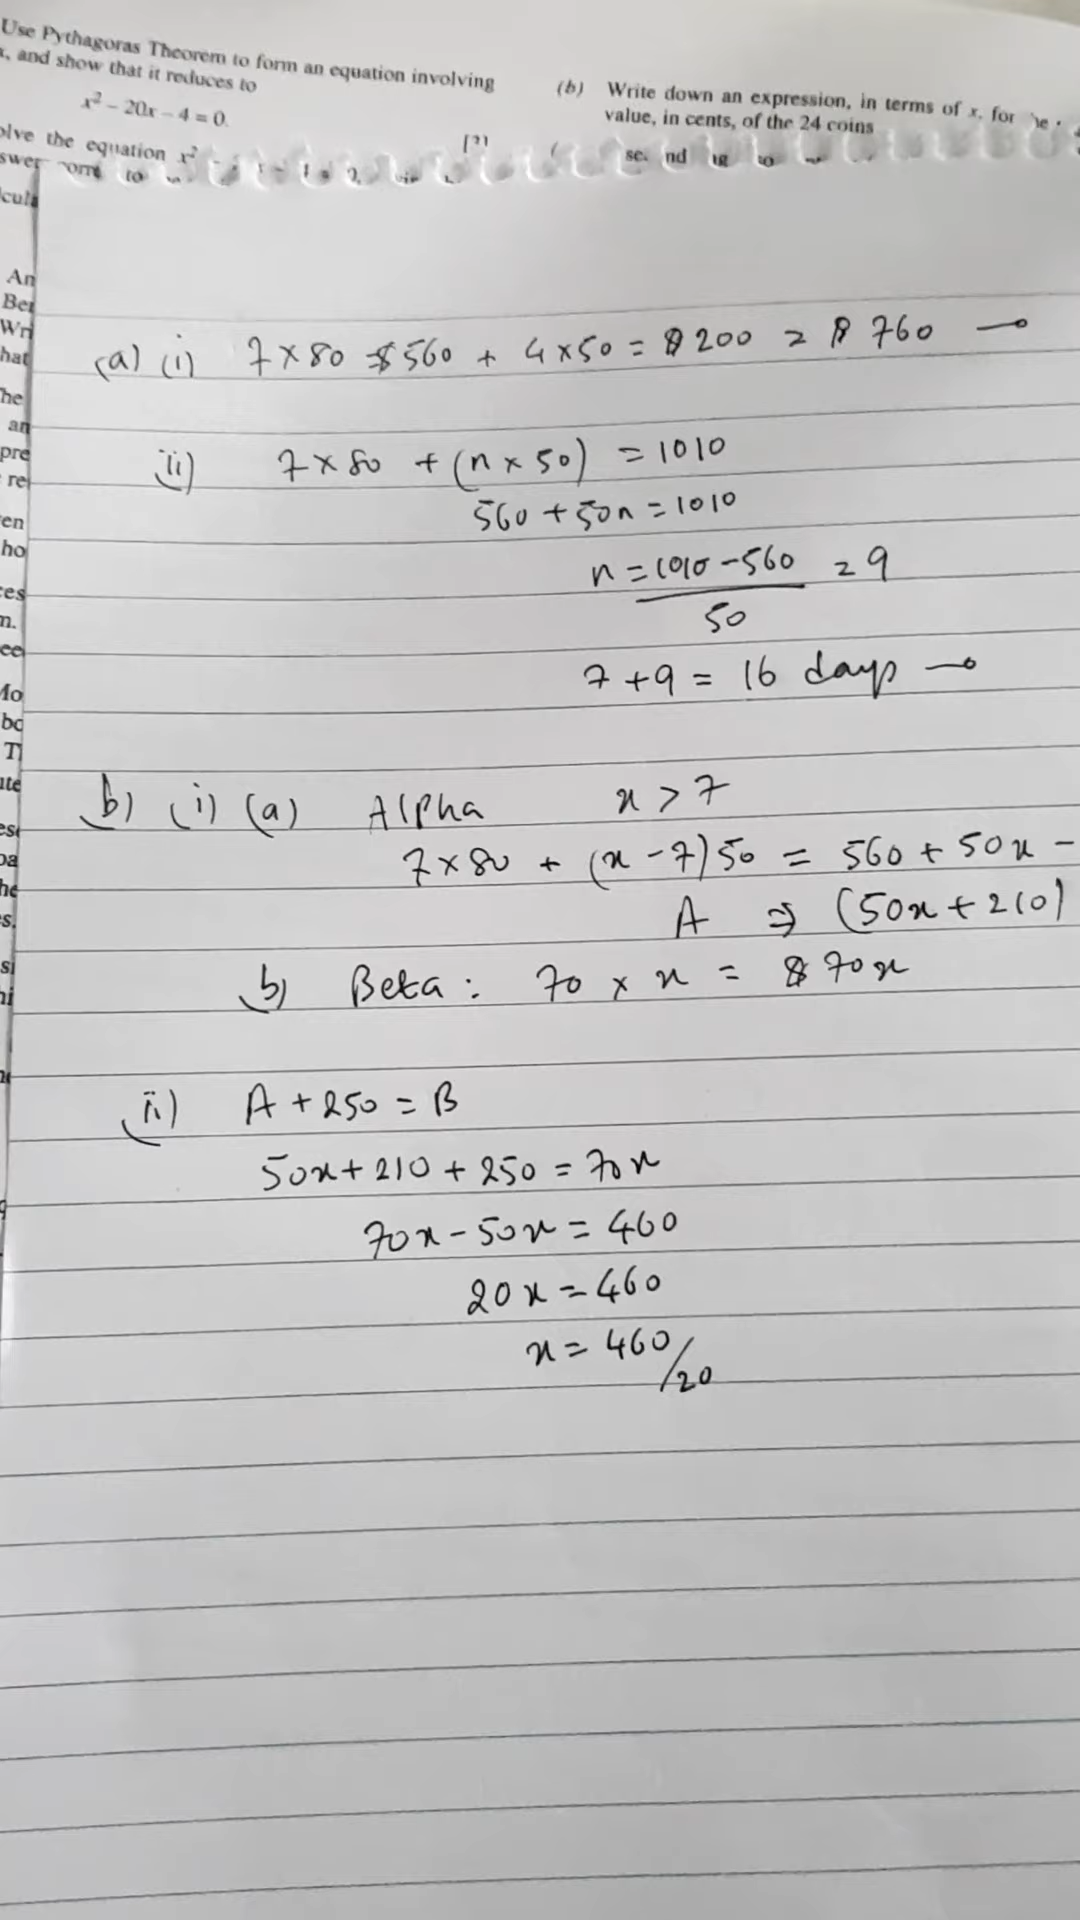 Use Pythagoras Theorem to form an equation involving
x, and show that it reduces to
x² − 20x − 4 = 0.
olve the equation x²
(b) Write down an expression, in terms of x, for
value, in cents, of the 24 coins
An
Ben
(a) (i) 7 × 80 $560 + 4 × 50 = $200 = $ 760
ii) 7 × 80 + (n × 50) = 1010
560 + 50n = 1010
n = 1010 − 560 = 9
50
7 + 9 = 16 days
b) (i) (a) Alpha x > 7
7 × 80 + (x − 7) 50 = 560 + 50x −
A ⇒ (50x + 210)
b) Beta : 70 × x = $ 70x
ii) A + 250 = B
50x + 210 + 250 = 70x
70x − 50x = 460
20x = 460
x = 460/20